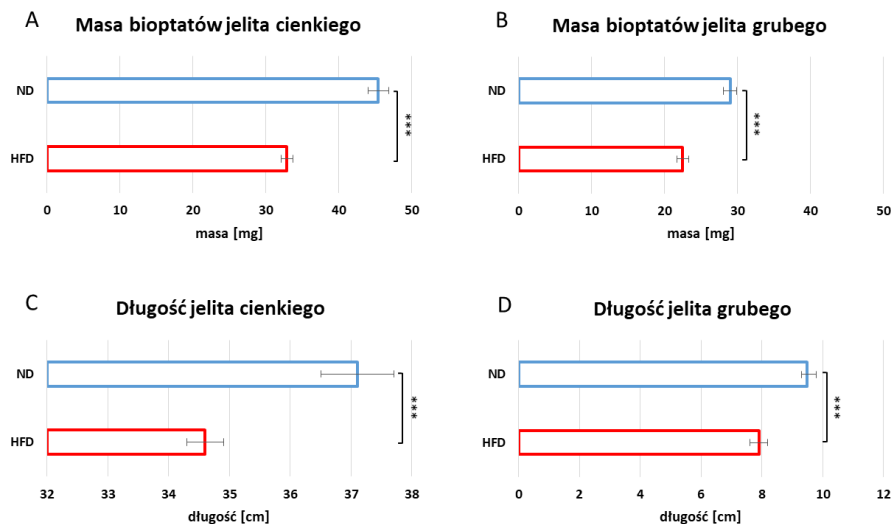 A
Masa bioptatów jelita cienkiego
ND
***
HFD
0 10 20 30 40 50
masa [mg]
B
Masa bioptatów jelita grubego
ND
***
HFD
0 10 20 30 40 50
masa [mg]
C
Długość jelita cienkiego
ND
***
HFD
32 33 34 35 36 37 38
długość [cm]
D
Długość jelita grubego
ND
***
HFD
0 2 4 6 8 10 12
długość [cm]